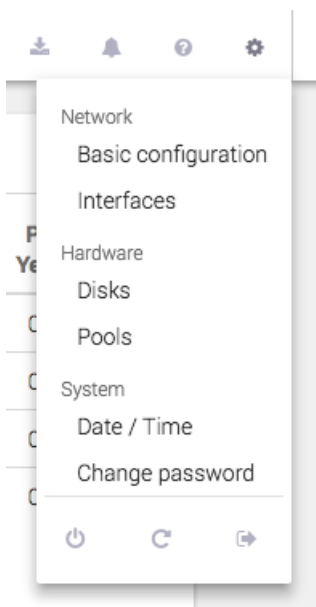 Network
Basic configuration
Interfaces
Hardware
Disks
Pools
System
Date / Time
Change password